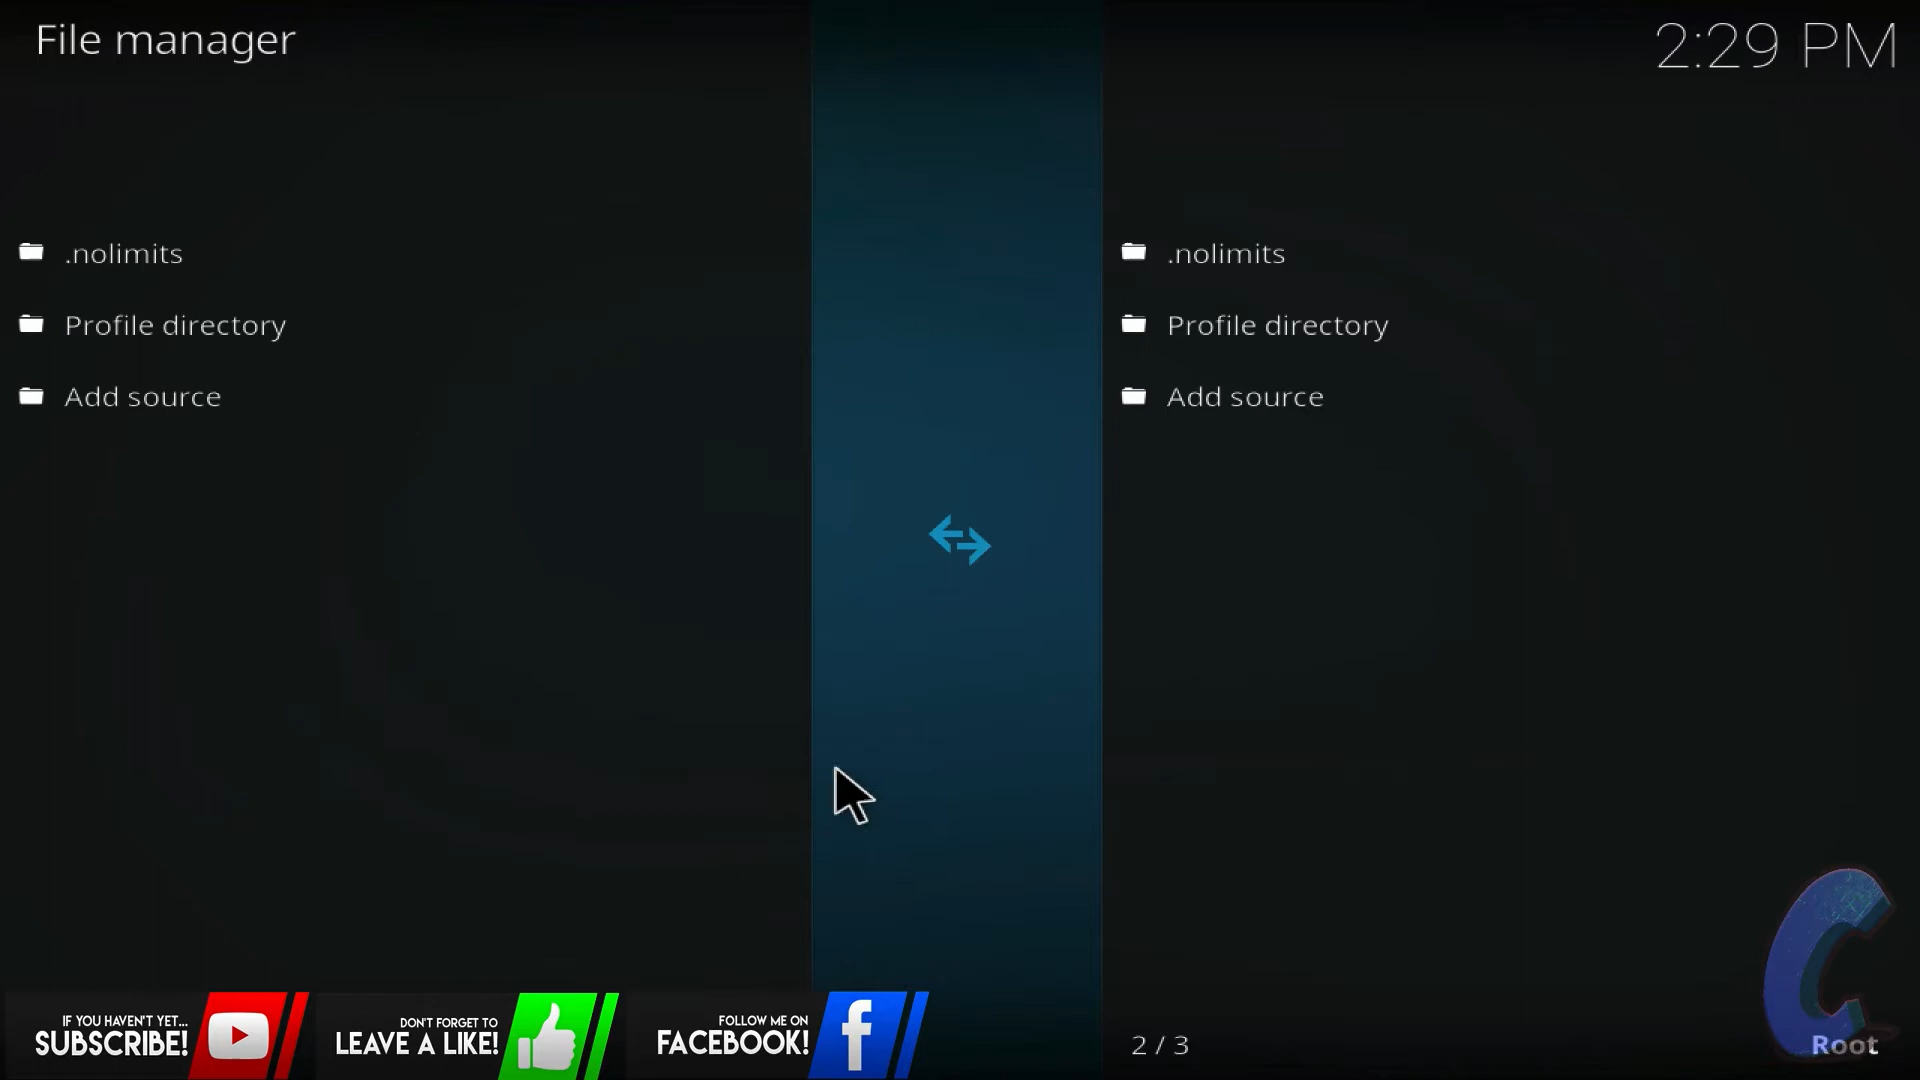 File manager
2:29 PM
.nolimits
Profile directory
Add source
.nolimits
Profile directory
Add source
IF YOU HAVEN'T YET...
SUBSCRIBE!
DON'T FORGET TO
LEAVE A LIKE!
FOLLOW ME ON
FACEBOOK!
2 / 3
C
Root